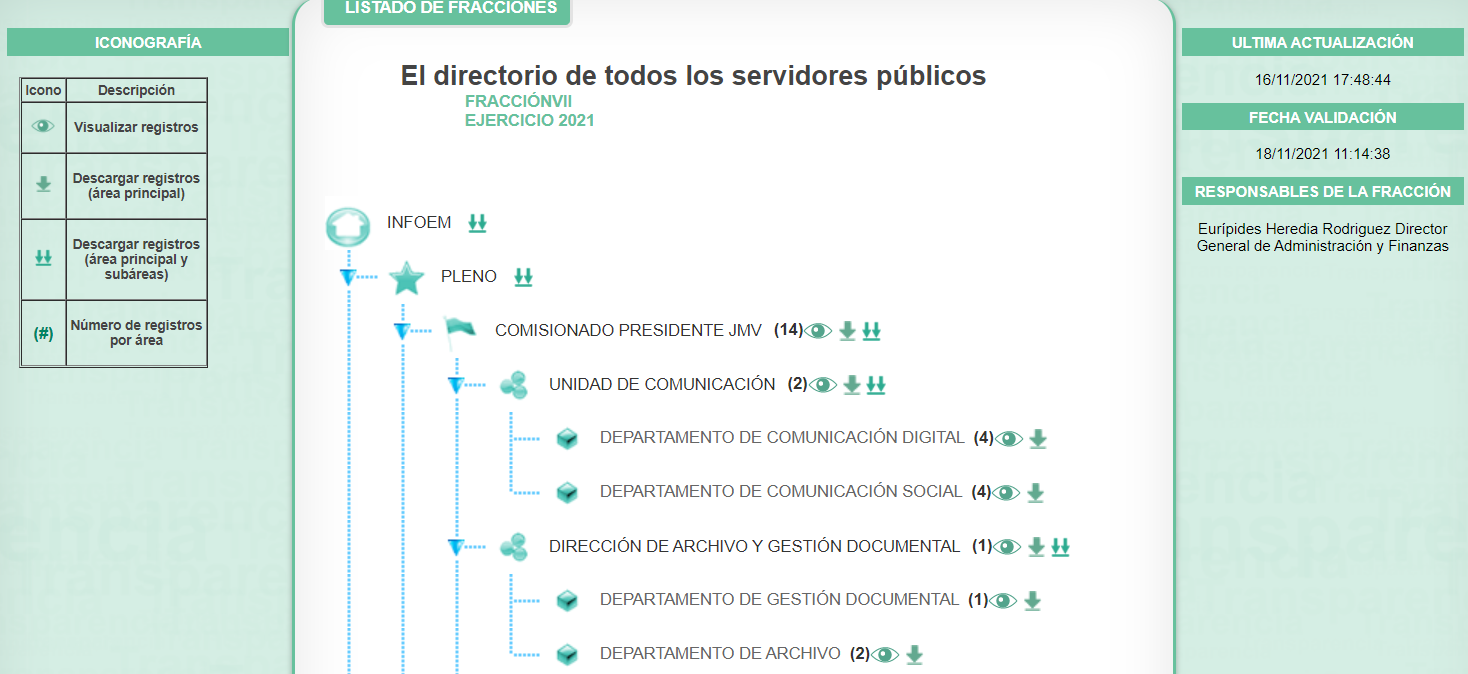 LISTADO DE FRACCIONES
ICONOGRAFÍA
Icono Descripción
Visualizar registros
Descargar registros
(área principal)
Descargar registros
(área principal y
subáreas)
(#) Número de registros
por área
El directorio de todos los servidores públicos
FRACCIÓNVII
EJERCICIO 2021
INFOEM
PLENO
COMISIONADO PRESIDENTE JMV (14)
UNIDAD DE COMUNICACIÓN (2)
DEPARTAMENTO DE COMUNICACIÓN DIGITAL (4)
DEPARTAMENTO DE COMUNICACIÓN SOCIAL (4)
DIRECCIÓN DE ARCHIVO Y GESTIÓN DOCUMENTAL (1)
DEPARTAMENTO DE GESTIÓN DOCUMENTAL (1)
DEPARTAMENTO DE ARCHIVO (2)
ULTIMA ACTUALIZACIÓN
16/11/2021 17:48:44
FECHA VALIDACIÓN
18/11/2021 11:14:38
RESPONSABLES DE LA FRACCIÓN
Eurípides Heredia Rodriguez Director
General de Administración y Finanzas